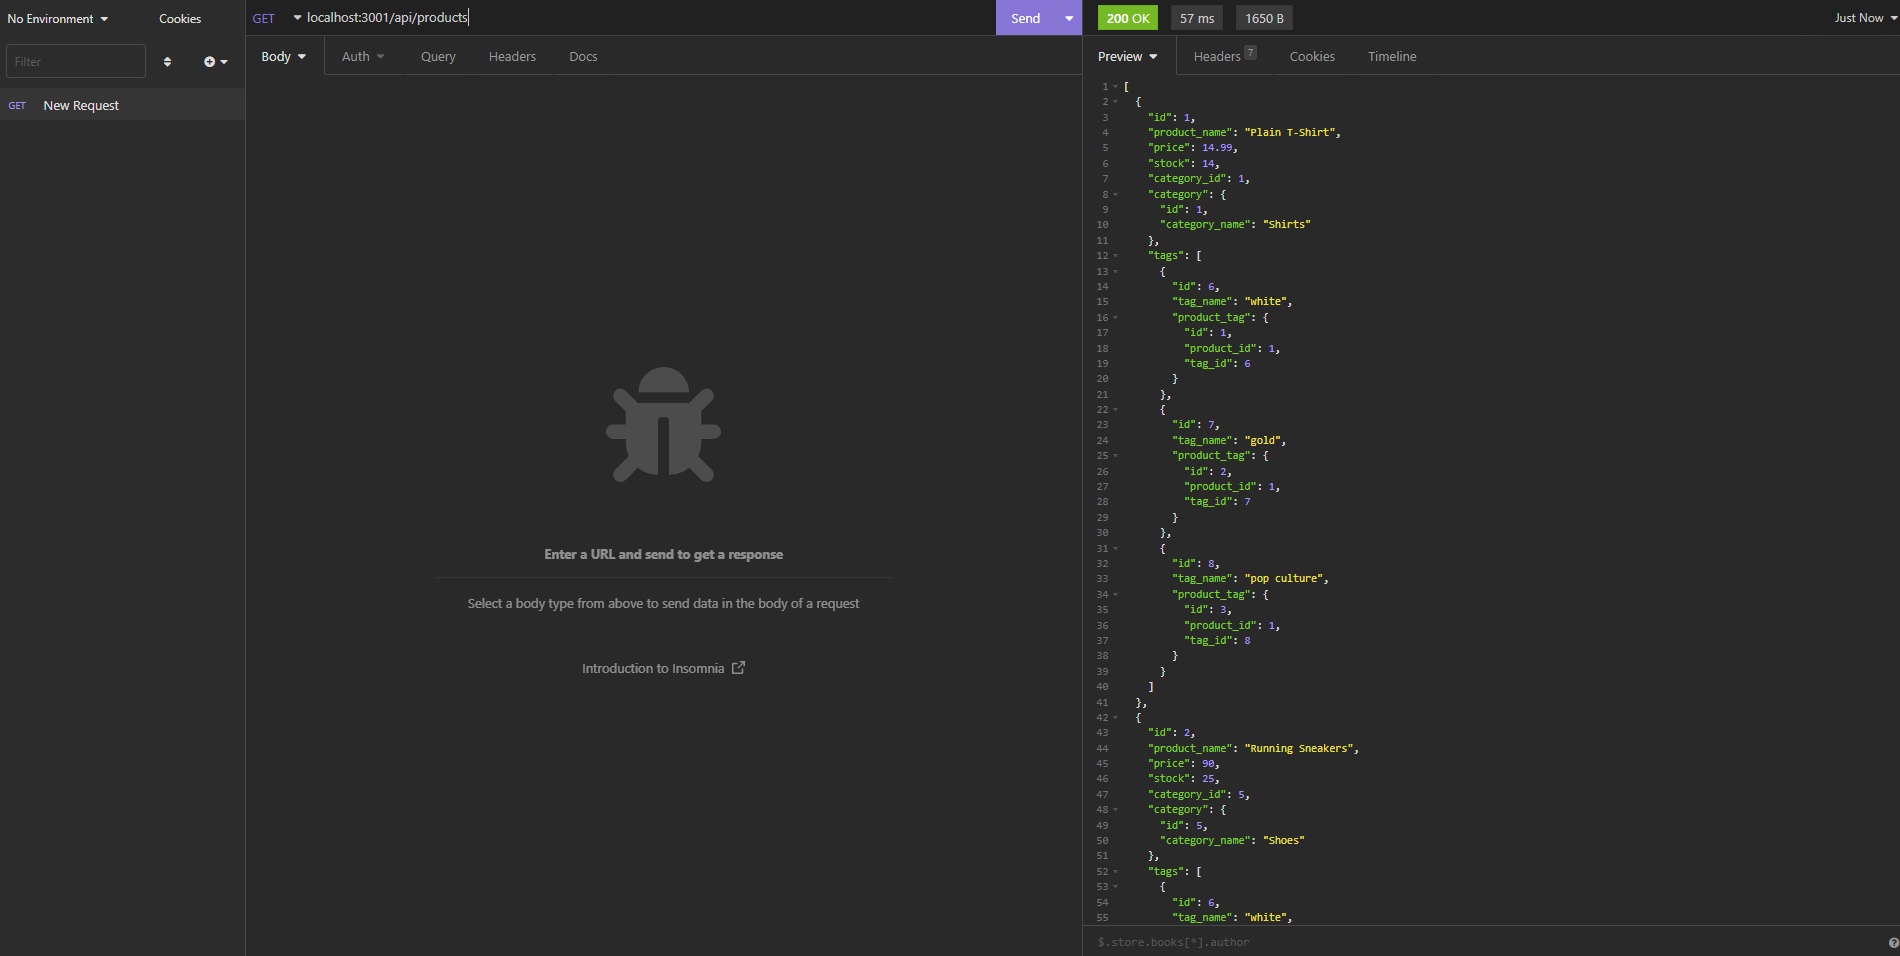 No Environment Cookies
Filter
GET New Request
GET localhost:3001/api/products Send
Body Auth Query Headers Docs
Enter a URL and send to get a response
Select a body type from above to send data in the body of a request
Introduction to Insomnia
200 OK 57 ms 1650 B Just Now
Preview Headers 7 Cookies Timeline
1 [
2 {
3 "id": 1,
4 "product_name": "Plain T-Shirt",
5 "price": 14.99,
6 "stock": 14,
7 "category_id": 1,
8 "category": {
9 "id": 1,
10 "category_name": "Shirts"
11 },
12 "tags": [
13 {
14 "id": 6,
15 "tag_name": "white",
16 "product_tag": {
17 "id": 1,
18 "product_id": 1,
19 "tag_id": 6
20 }
21 },
22 {
23 "id": 7,
24 "tag_name": "gold",
25 "product_tag": {
26 "id": 2,
27 "product_id": 1,
28 "tag_id": 7
29 }
30 },
31 {
32 "id": 8,
33 "tag_name": "pop culture",
34 "product_tag": {
35 "id": 3,
36 "product_id": 1,
37 "tag_id": 8
38 }
39 }
40 ]
41 },
42 {
43 "id": 2,
44 "product_name": "Running Sneakers",
45 "price": 90,
46 "stock": 25,
47 "category_id": 5,
48 "category": {
49 "id": 5,
50 "category_name": "Shoes"
51 },
52 "tags": [
53 {
54 "id": 6,
55 "tag_name": "white",
$.store.books[*].author